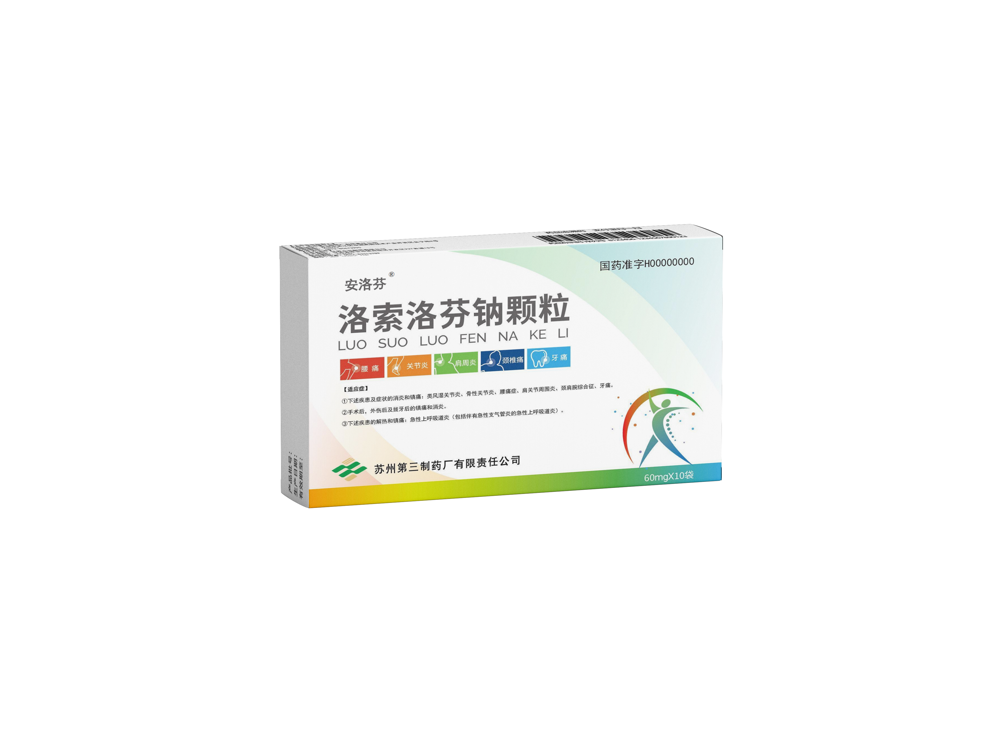 国药准字H00000000
安洛芬®
洛索洛芬钠颗粒
LUO SUO LUO FEN NA KE LI
腰痛 关节炎 肩周炎 颈椎痛 牙痛
【适应症】
①下述疾患及症状的消炎和镇痛：类风湿关节炎、骨性关节炎、腰痛症、肩关节周围炎、颈肩腕综合征、牙痛。
②手术后，外伤后及拔牙后的镇痛和消炎。
③下述疾患的解热和镇痛：急性上呼吸道炎（包括伴有急性支气管炎的急性上呼吸道炎）。
苏州第三制药厂有限责任公司
60mgX10袋
产品批号：
生产日期：
有效期至：